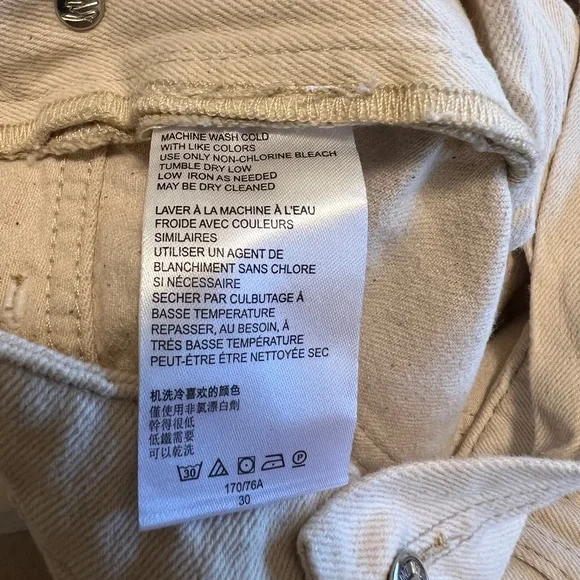 MACHINE WASH COLD
WITH LIKE COLORS
USE ONLY NON-CHLORINE BLEACH
TUMBLE DRY LOW
LOW IRON AS NEEDED
MAY BE DRY CLEANED
LAVER À LA MACHINE À L'EAU
FROIDE AVEC COULEURS
SIMILAIRES
UTILISER UN AGENT DE
BLANCHIMENT SANS CHLORE
SI NÉCESSAIRE
SECHER PAR CULBUTAGE À
BASSE TEMPERATURE
REPASSER, AU BESOIN, À
TRÉS BASSE TEMPÉRATURE
PEUT-ÉTRE ÉTRE NETTOYÉE SEC
机洗冷喜欢的颜色
僅使用非氯漂白劑
幹得很低
低鐵需要
可以乾洗
30 P
170/76A
30